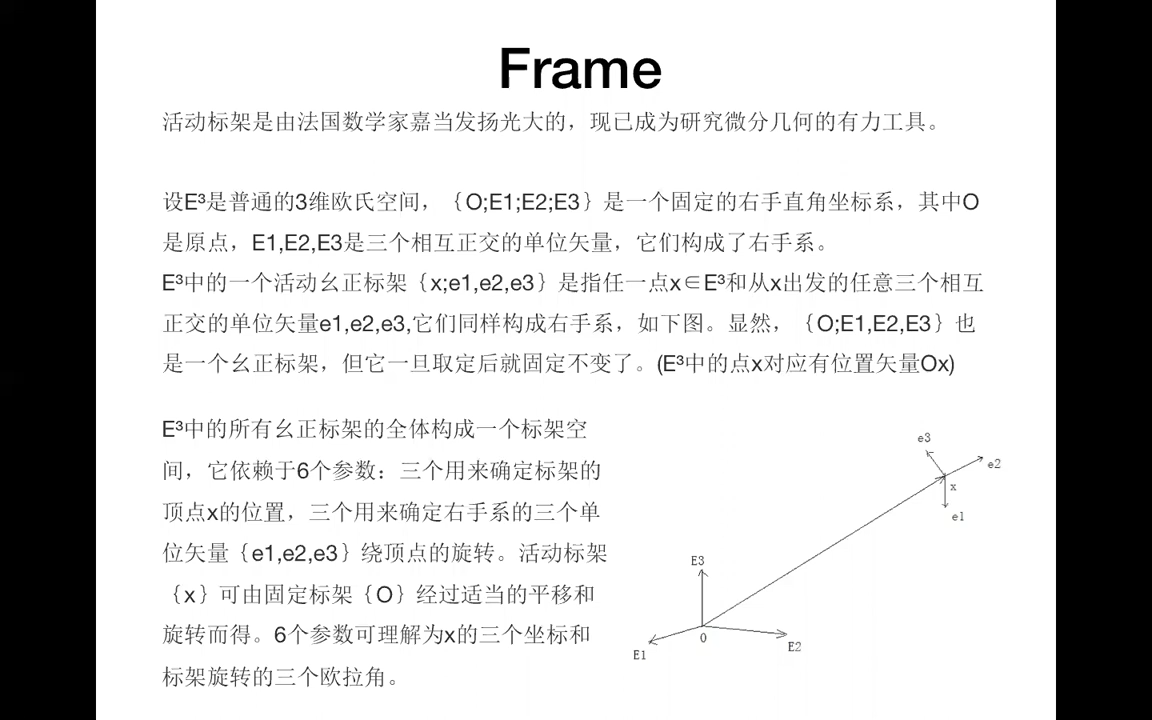 Frame
活动标架是由法国数学家嘉当发扬光大的，现已成为研究微分几何的有力工具。
设E³是普通的3维欧氏空间，｛O;E1;E2;E3｝是一个固定的右手直角坐标系，其中O
是原点，E1,E2,E3是三个相互正交的单位矢量，它们构成了右手系。
E³中的一个活动幺正标架｛x;e1,e2,e3｝是指任一点x∈E³和从x出发的任意三个相互
正交的单位矢量e1,e2,e3,它们同样构成右手系，如下图。显然，｛O;E1,E2,E3｝也
是一个幺正标架，但它一旦取定后就固定不变了。(E³中的点x对应有位置矢量Ox)
E³中的所有幺正标架的全体构成一个标架空
间，它依赖于6个参数：三个用来确定标架的
顶点x的位置，三个用来确定右手系的三个单
位矢量｛e1,e2,e3｝绕顶点的旋转。活动标架
｛x｝可由固定标架｛O｝经过适当的平移和
旋转而得。6个参数可理解为x的三个坐标和
标架旋转的三个欧拉角。
e3
e2
x
e1
E3
O
E2
E1